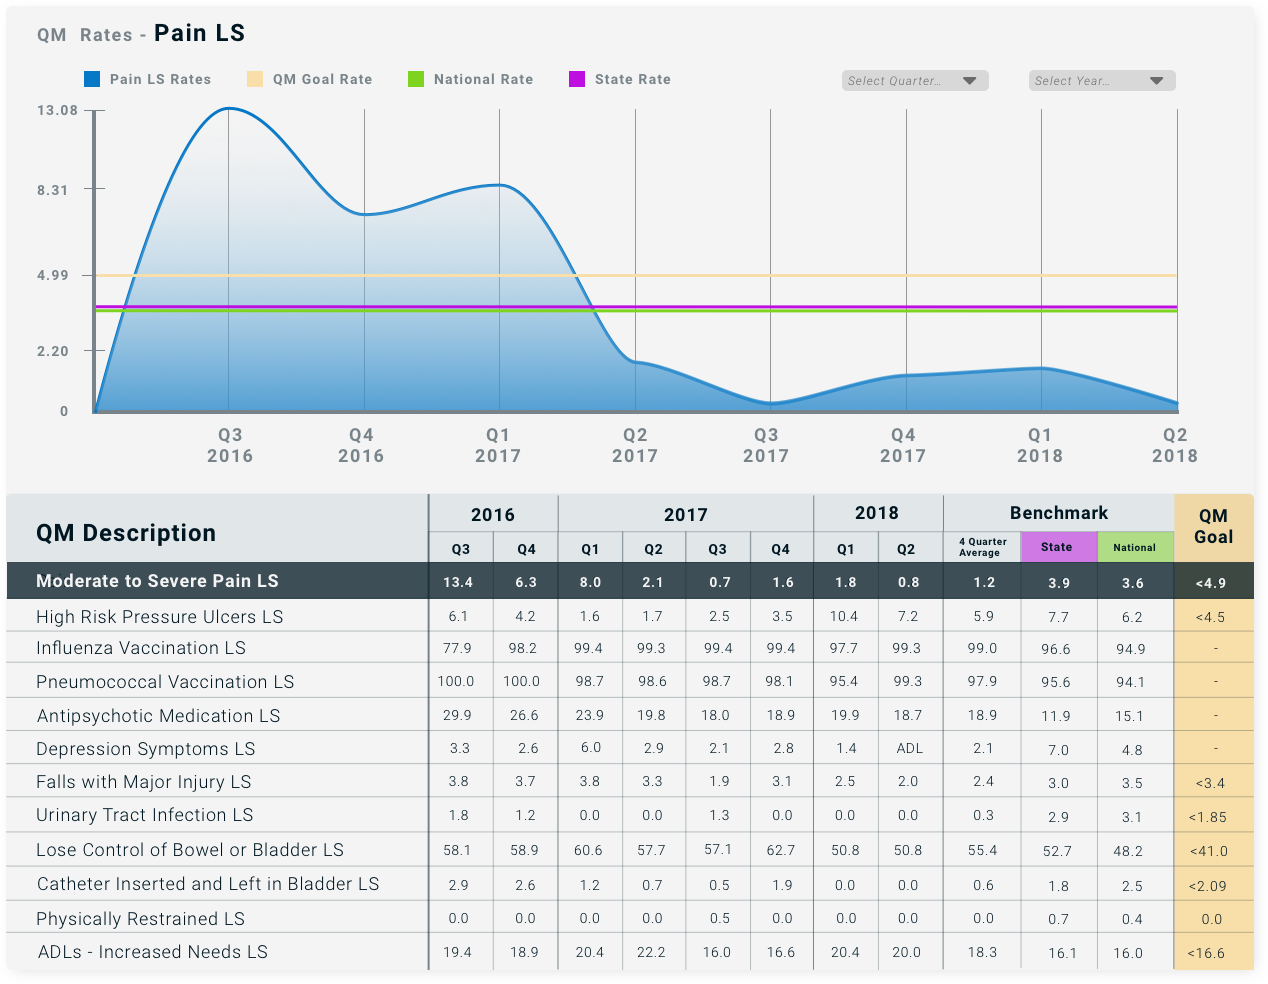 QM Rates - Pain LS
Pain LS Rates QM Goal Rate National Rate State Rate Select Quarter... Select Year...
13.08
8.31
4.99
2.20
0
Q3 Q4 Q1 Q2 Q3 Q4 Q1 Q2
2016 2016 2017 2017 2017 2017 2018 2018
QM Description 2016 2017 2018 Benchmark QM Goal
Q3 Q4 Q1 Q2 Q3 Q4 Q1 Q2 4 Quarter Average State National
Moderate to Severe Pain LS 13.4 6.3 8.0 2.1 0.7 1.6 1.8 0.8 1.2 3.9 3.6 <4.9
High Risk Pressure Ulcers LS 6.1 4.2 1.6 1.7 2.5 3.5 10.4 7.2 5.9 7.7 6.2 <4.5
Influenza Vaccination LS 77.9 98.2 99.4 99.3 99.4 99.4 97.7 99.3 99.0 96.6 94.9 -
Pneumococcal Vaccination LS 100.0 100.0 98.7 98.6 98.7 98.1 95.4 99.3 97.9 95.6 94.1 -
Antipsychotic Medication LS 29.9 26.6 23.9 19.8 18.0 18.9 19.9 18.7 18.9 11.9 15.1 -
Depression Symptoms LS 3.3 2.6 6.0 2.9 2.1 2.8 1.4 ADL 2.1 7.0 4.8 -
Falls with Major Injury LS 3.8 3.7 3.8 3.3 1.9 3.1 2.5 2.0 2.4 3.0 3.5 <3.4
Urinary Tract Infection LS 1.8 1.2 0.0 0.0 1.3 0.0 0.0 0.0 0.3 2.9 3.1 <1.85
Lose Control of Bowel or Bladder LS 58.1 58.9 60.6 57.7 57.1 62.7 50.8 50.8 55.4 52.7 48.2 <41.0
Catheter Inserted and Left in Bladder LS 2.9 2.6 1.2 0.7 0.5 1.9 0.0 0.0 0.6 1.8 2.5 <2.09
Physically Restrained LS 0.0 0.0 0.0 0.0 0.5 0.0 0.0 0.0 0.0 0.7 0.4 0.0
ADLs - Increased Needs LS 19.4 18.9 20.4 22.2 16.0 16.6 20.4 20.0 18.3 16.1 16.0 <16.6